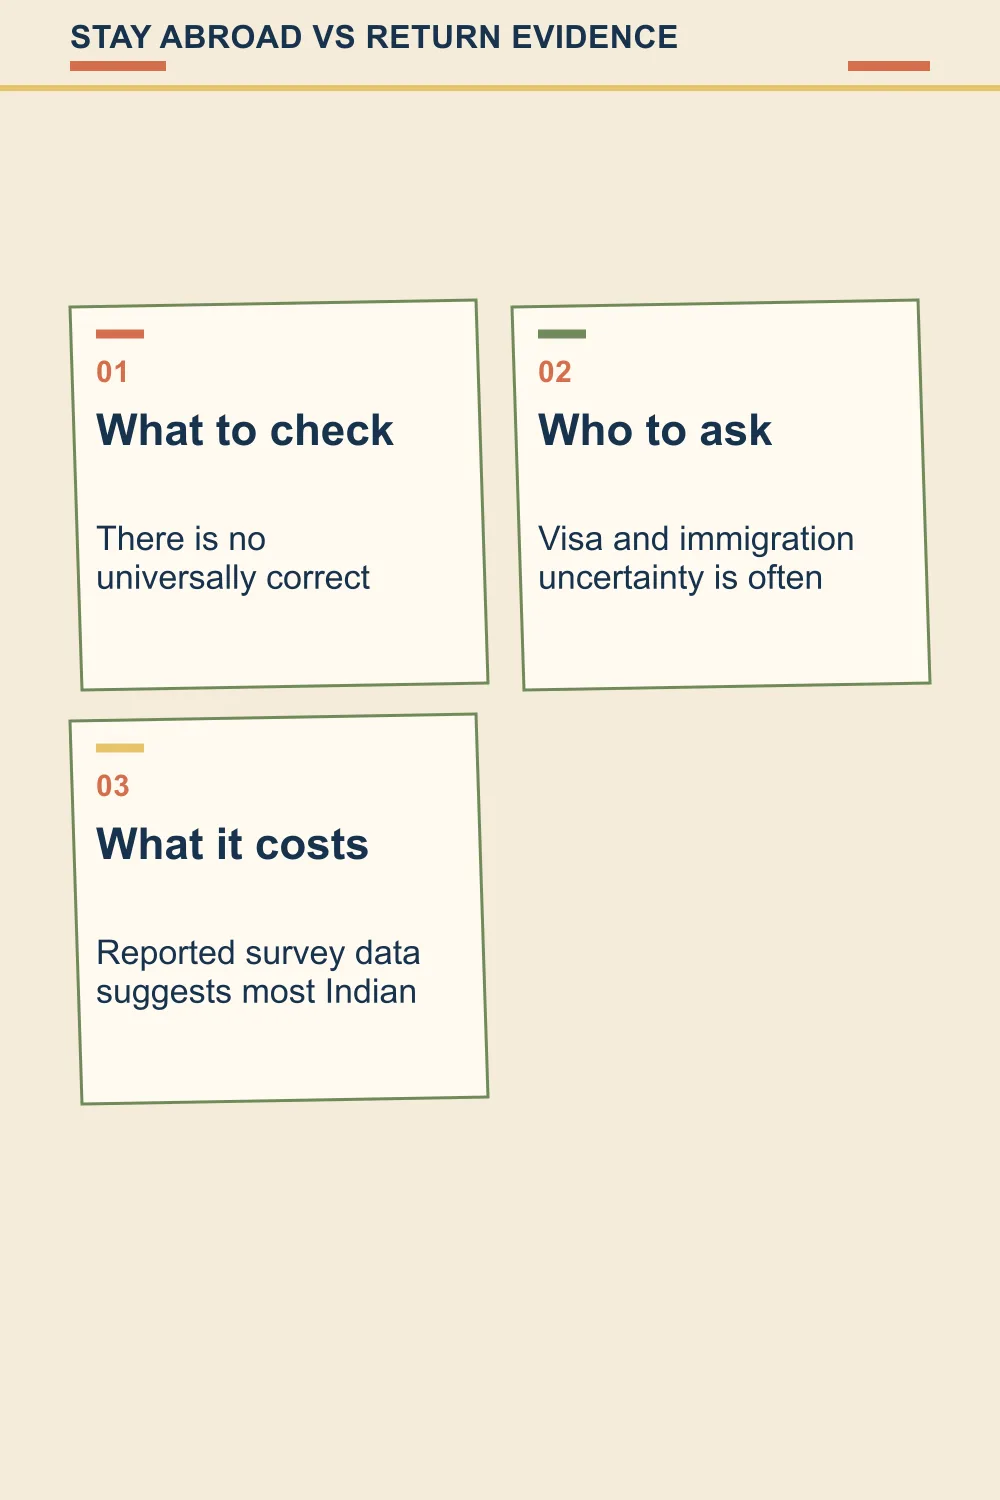 STAY ABROAD VS RETURN EVIDENCE
01
What to check
There is no
universally correct
02
Who to ask
Visa and immigration
uncertainty is often
03
What it costs
Reported survey data
suggests most Indian